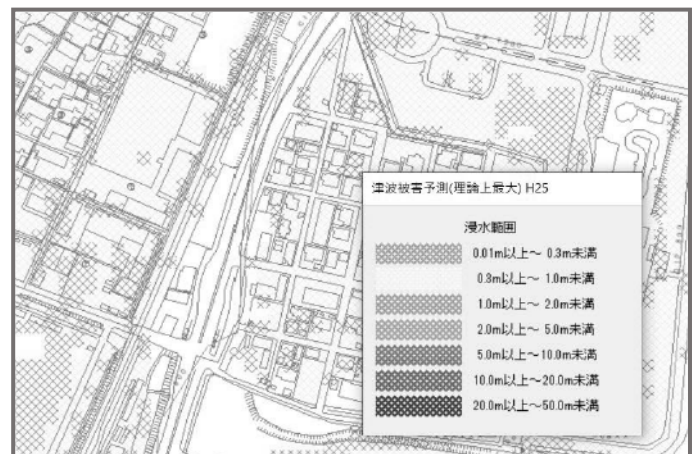 津波被害予測(理論上最大) H25
浸水範囲
0.01m以上～ 0.3m未満
0.3m以上～ 1.0m未満
1.0m以上～ 2.0m未満
2.0m以上～ 5.0m未満
5.0m以上～10.0m未満
10.0m以上～20.0m未満
20.0m以上～50.0m未満